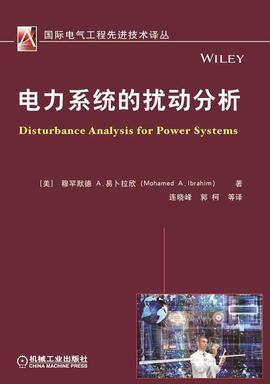 国际电气工程先进技术译丛
WILEY
电力系统的扰动分析
Disturbance Analysis for Power Systems
[美] 穆罕默德 A.易卜拉欣 (Mohamed A. Ibrahim) 著
连晓峰 郭 柯 等译
机械工业出版社
CHINA MACHINE PRESS